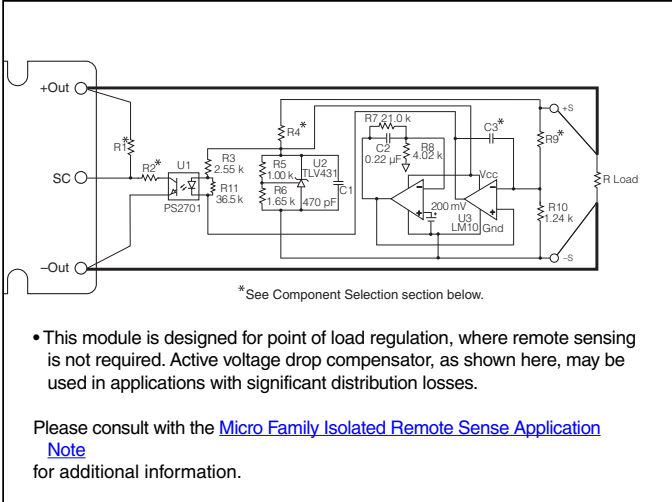 +Out
R1*
SC
R2*
U1
PS2701
R3
2.55 k
R11
36.5k
–Out
R4*
R5
1.00 k
R6
1.65 k
U2
TLV431
C1
470 pF
R7 21.0 k
C2
0.22 µF
R8
4.02 k
200 mV
C3*
Vcc
U3
LM10
Gnd
+S
R9*
R10
1.24 k
–S
R Load
*See Component Selection section below.
• This module is designed for point of load regulation, where remote sensing
is not required. Active voltage drop compensator, as shown here, may be
used in applications with significant distribution losses.
Please consult with the Micro Family Isolated Remote Sense Application
Note
for additional information.